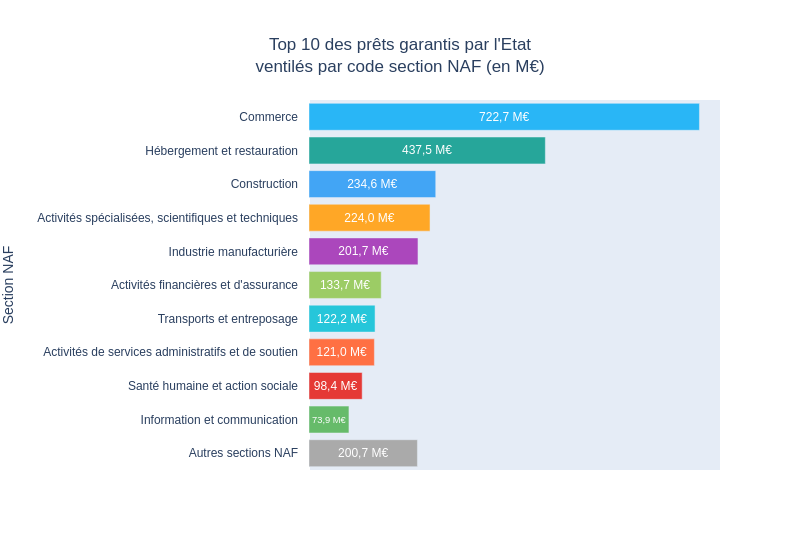 Top 10 des prêts garantis par l'Etat
ventilés par code section NAF (en M€)
Section NAF
Commerce 722,7 M€
Hébergement et restauration 437,5 M€
Construction 234,6 M€
Activités spécialisées, scientifiques et techniques 224,0 M€
Industrie manufacturière 201,7 M€
Activités financières et d'assurance 133,7 M€
Transports et entreposage 122,2 M€
Activités de services administratifs et de soutien 121,0 M€
Santé humaine et action sociale 98,4 M€
Information et communication 73,9 M€
Autres sections NAF 200,7 M€